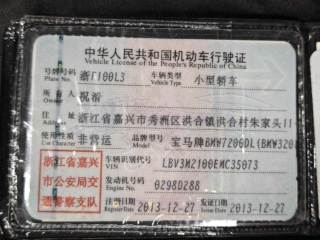 中华人民共和国机动车行驶证
Vehicle License of the People's Republic of China
号牌号码 Plate No. 浙F100L3 车辆类型 Vehicle Type 小型轿车
所有人 Owner
住址 Address 浙江省嘉兴市秀洲区洪合镇洪合村朱家头11
使用性质 Use Character 非营运 品牌型号 Model 宝马牌BMW7206DL(BMW320
浙江省嘉兴
市公安局交
通警察支队
车辆识别代号 VIN LBV3M2100EMC35073
发动机号码 Engine No. 0298D288
注册日期 Register Date 2013-12-27 发证日期 Issue Date 2013-12-27